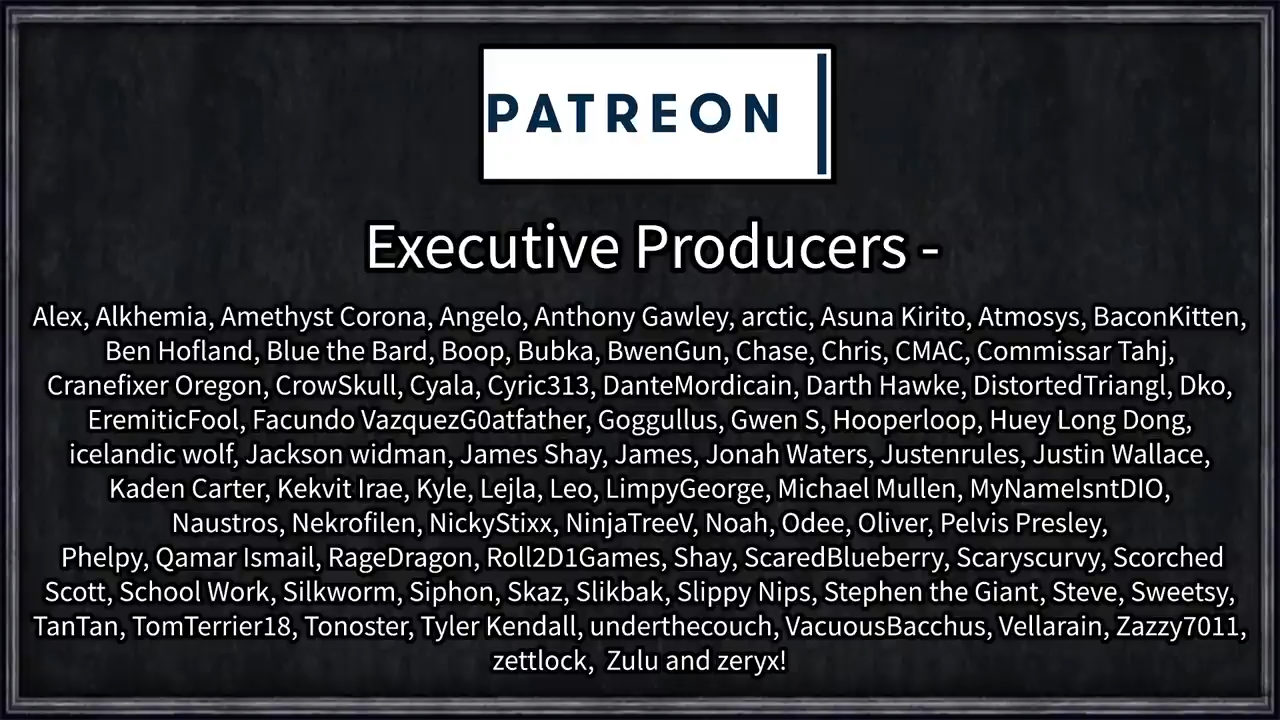 PATREON
Executive Producers -
Alex, Alkhemia, Amethyst Corona, Angelo, Anthony Gawley, arctic, Asuna Kirito, Atmosys, BaconKitten,
Ben Hofland, Blue the Bard, Boop, Bubka, BwenGun, Chase, Chris, CMAC, Commissar Tahj,
Cranefixer Oregon, CrowSkull, Cyala, Cyric313, DanteMordicain, Darth Hawke, DistortedTriangl, Dko,
EremiticFool, Facundo VazquezG0atfather, Goggullus, Gwen S, Hooperloop, Huey Long Dong,
icelandic wolf, Jackson widman, James Shay, James, Jonah Waters, Justenrules, Justin Wallace,
Kaden Carter, Kekvit Irae, Kyle, Lejla, Leo, LimpyGeorge, Michael Mullen, MyNameIsntDIO,
Naustros, Nekrofilen, NickyStixx, NinjaTreeV, Noah, Odee, Oliver, Pelvis Presley,
Phelpy, Qamar Ismail, RageDragon, Roll2D1Games, Shay, ScaredBlueberry, Scaryscurvy, Scorched
Scott, School Work, Silkworm, Siphon, Skaz, Slikbak, Slippy Nips, Stephen the Giant, Steve, Sweetsy,
TanTan, TomTerrier18, Tonoster, Tyler Kendall, underthecouch, VacuousBacchus, Vellarain, Zazzy7011,
zettlock,  Zulu and zeryx!